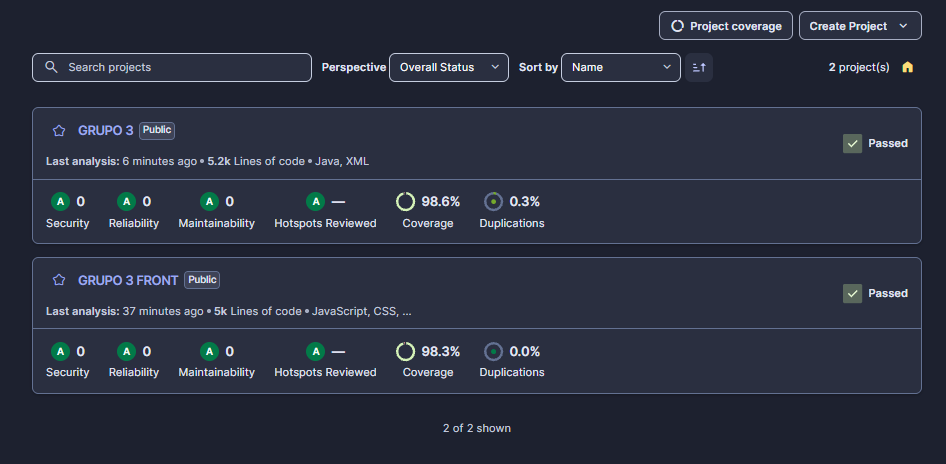 Project coverage Create Project
Search projects Perspective Overall Status Sort by Name 2 project(s)
GRUPO 3 Public
Passed
Last analysis: 6 minutes ago • 5.2k Lines of code • Java, XML
A 0 A 0 A 0 A — 98.6% 0.3%
Security Reliability Maintainability Hotspots Reviewed Coverage Duplications
GRUPO 3 FRONT Public
Passed
Last analysis: 37 minutes ago • 5k Lines of code • JavaScript, CSS, ...
A 0 A 0 A 0 A — 98.3% 0.0%
Security Reliability Maintainability Hotspots Reviewed Coverage Duplications
2 of 2 shown